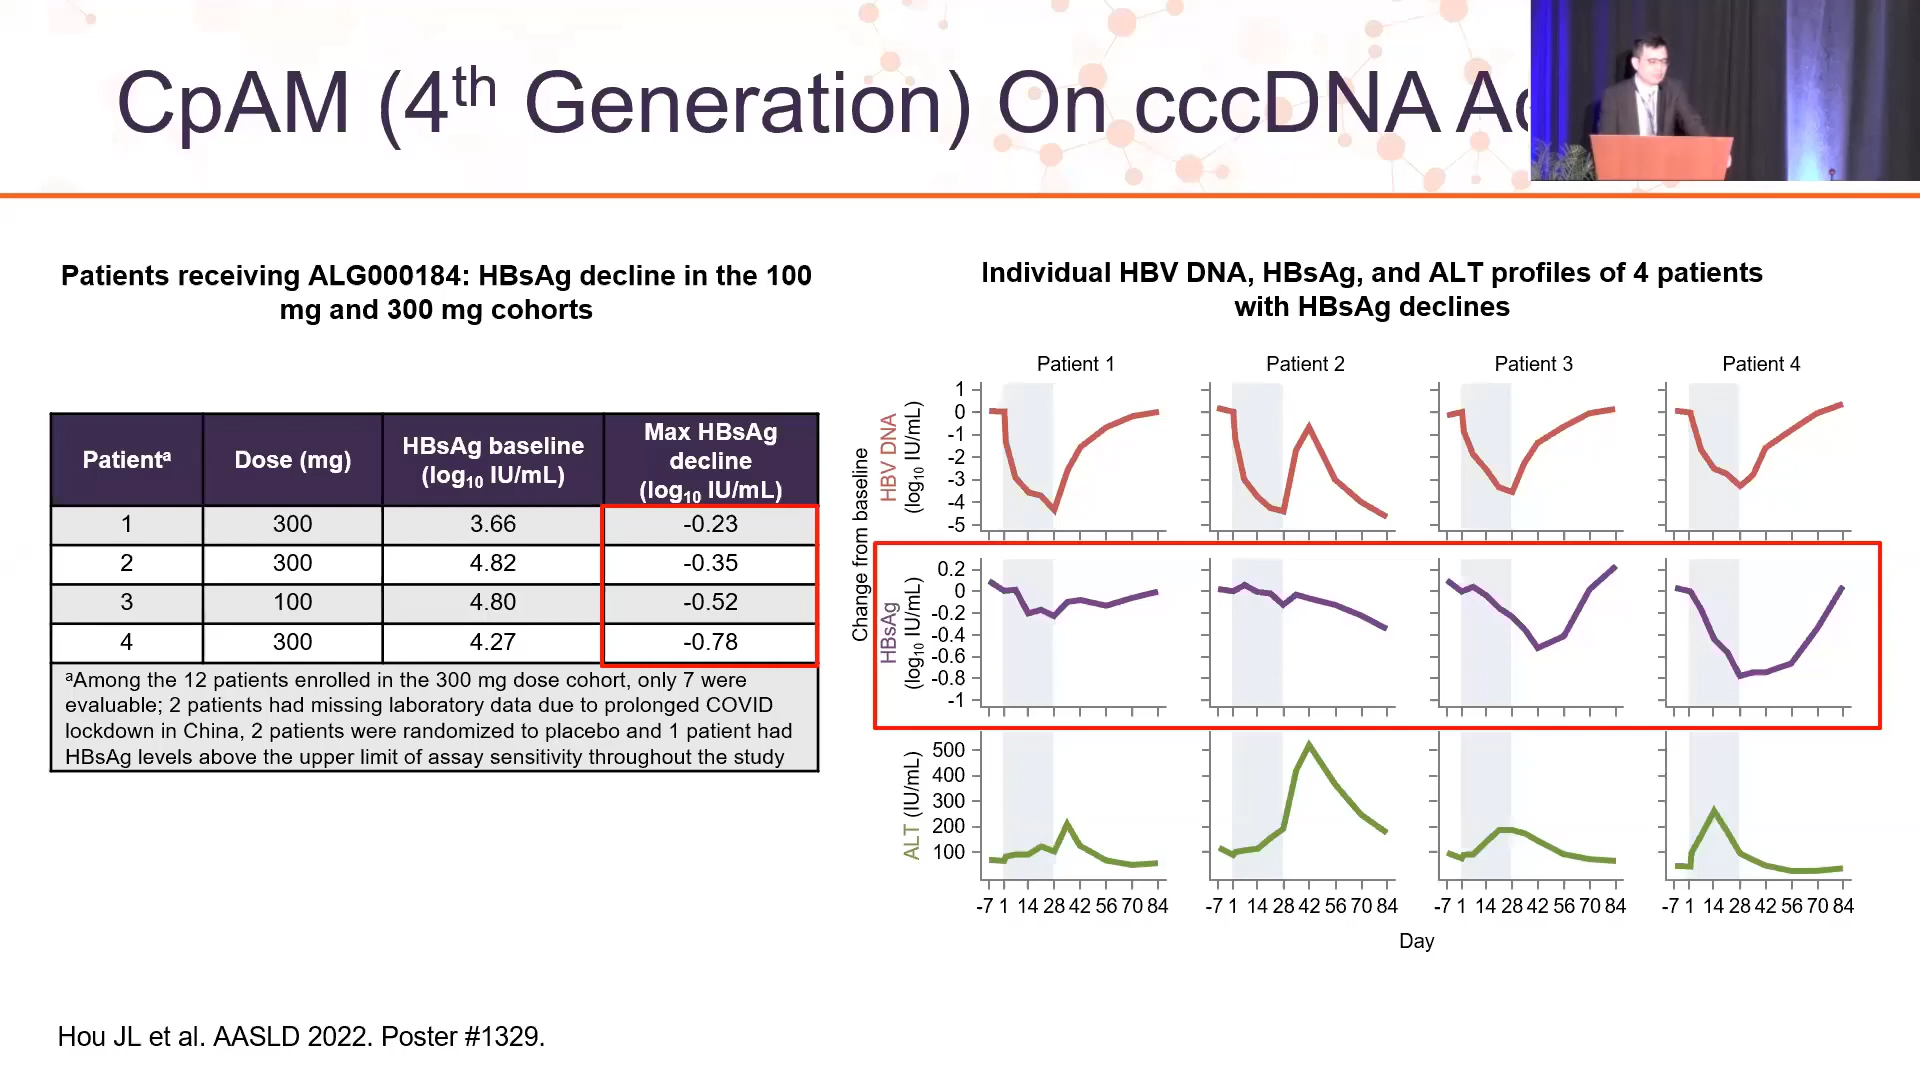 CpAM (4th Generation) On cccDNA
Patients receiving ALG000184: HBsAg decline in the 100
mg and 300 mg cohorts
Patientᵃ Dose (mg) HBsAg baseline (log₁₀ IU/mL) Max HBsAg decline (log₁₀ IU/mL)
1 300 3.66 -0.23
2 300 4.82 -0.35
3 100 4.80 -0.52
4 300 4.27 -0.78
ᵃAmong the 12 patients enrolled in the 300 mg dose cohort, only 7 were
evaluable; 2 patients had missing laboratory data due to prolonged COVID
lockdown in China, 2 patients were randomized to placebo and 1 patient had
HBsAg levels above the upper limit of assay sensitivity throughout the study
Individual HBV DNA, HBsAg, and ALT profiles of 4 patients
with HBsAg declines
Patient 1 Patient 2 Patient 3 Patient 4
Change from baseline
HBV DNA
(log₁₀ IU/mL)
1
0
-1
-2
-3
-4
-5
HBsAg
(log₁₀ IU/mL)
0.2
0
-0.2
-0.4
-0.6
-0.8
-1
ALT (IU/mL)
500
400
300
200
100
-7 1 14 28 42 56 70 84 -7 1 14 28 42 56 70 84 -7 1 14 28 42 56 70 84 -7 1 14 28 42 56 70 84
Day
Hou JL et al. AASLD 2022. Poster #1329.